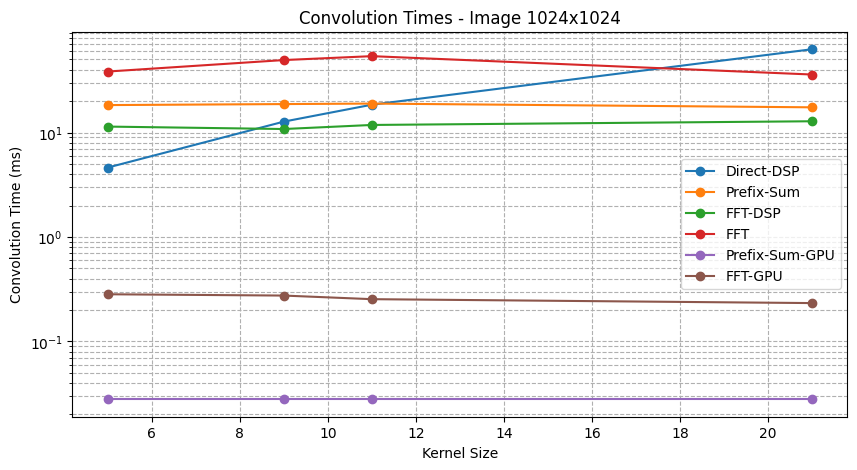 Convolution Times - Image 1024x1024
Convolution Time (ms)
10¹
10⁰
10⁻¹
Direct-DSP
Prefix-Sum
FFT-DSP
FFT
Prefix-Sum-GPU
FFT-GPU
6 8 10 12 14 16 18 20
Kernel Size